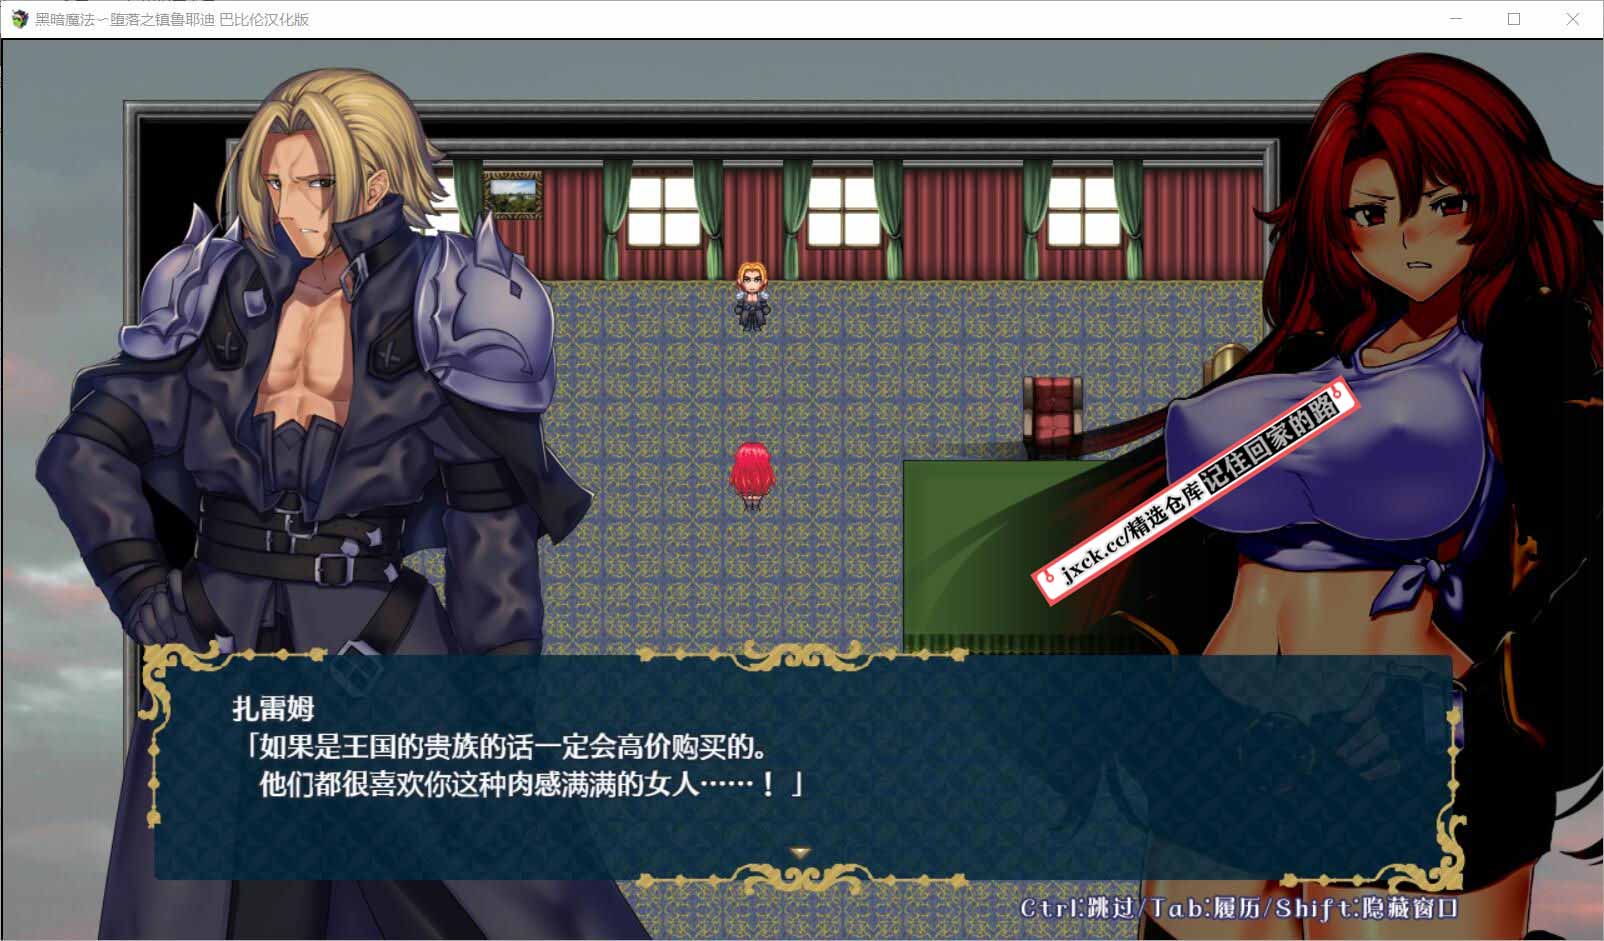 黑暗魔法∽堕落之镇鲁耶迪 巴比伦汉化版
jxck.cc/精选仓库 记住回家的路
扎雷姆
「如果是王国的贵族的话一定会高价购买的。
他们都很喜欢你这种肉感满满的女人……！」
Ctrl:跳过/Tab:履历/Shift:隐藏窗口